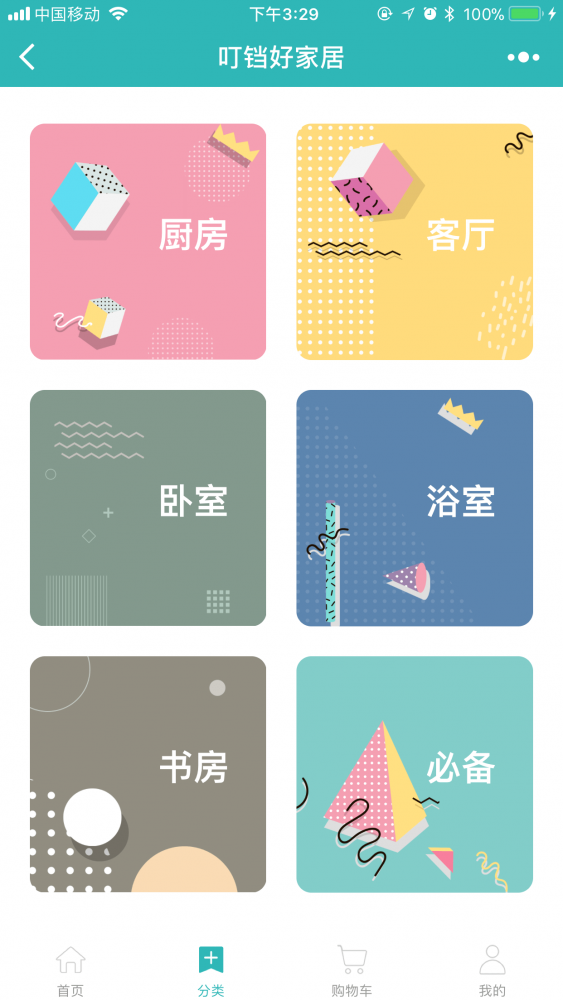 中国移动 下午3:29 100%
叮铛好家居
厨房 客厅
卧室 浴室
书房 必备
首页 分类 购物车 我的